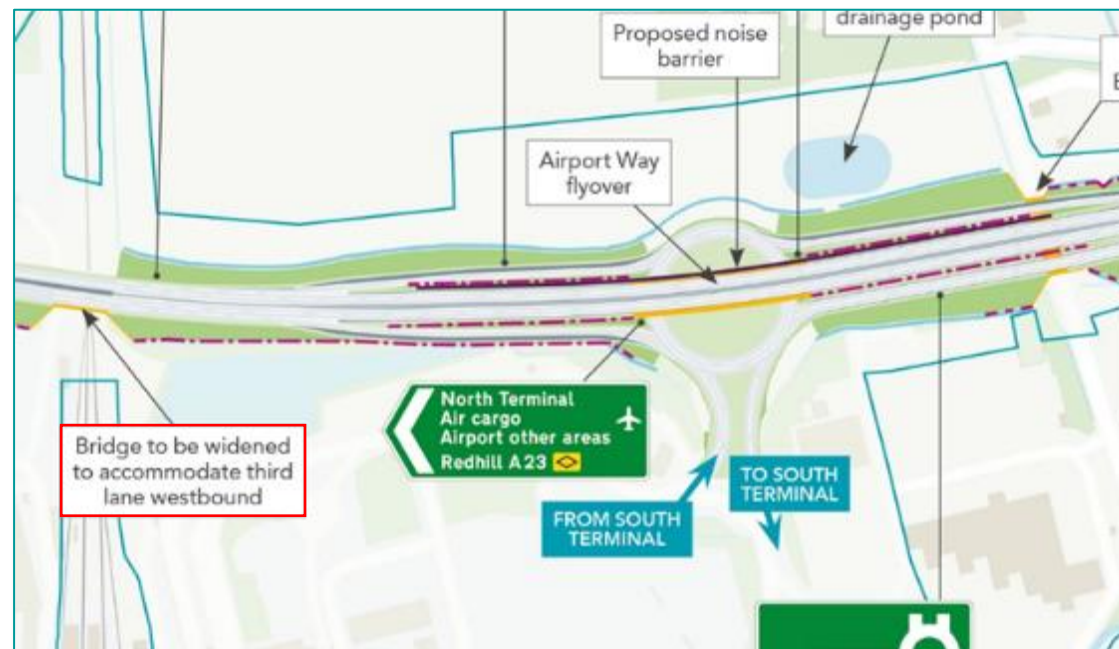 drainage pond
Proposed noise
barrier
Airport Way
flyover
North Terminal
Air cargo
Airport other areas
Redhill A23
Bridge to be widened
to accommodate third
lane westbound
TO SOUTH
TERMINAL
FROM SOUTH
TERMINAL